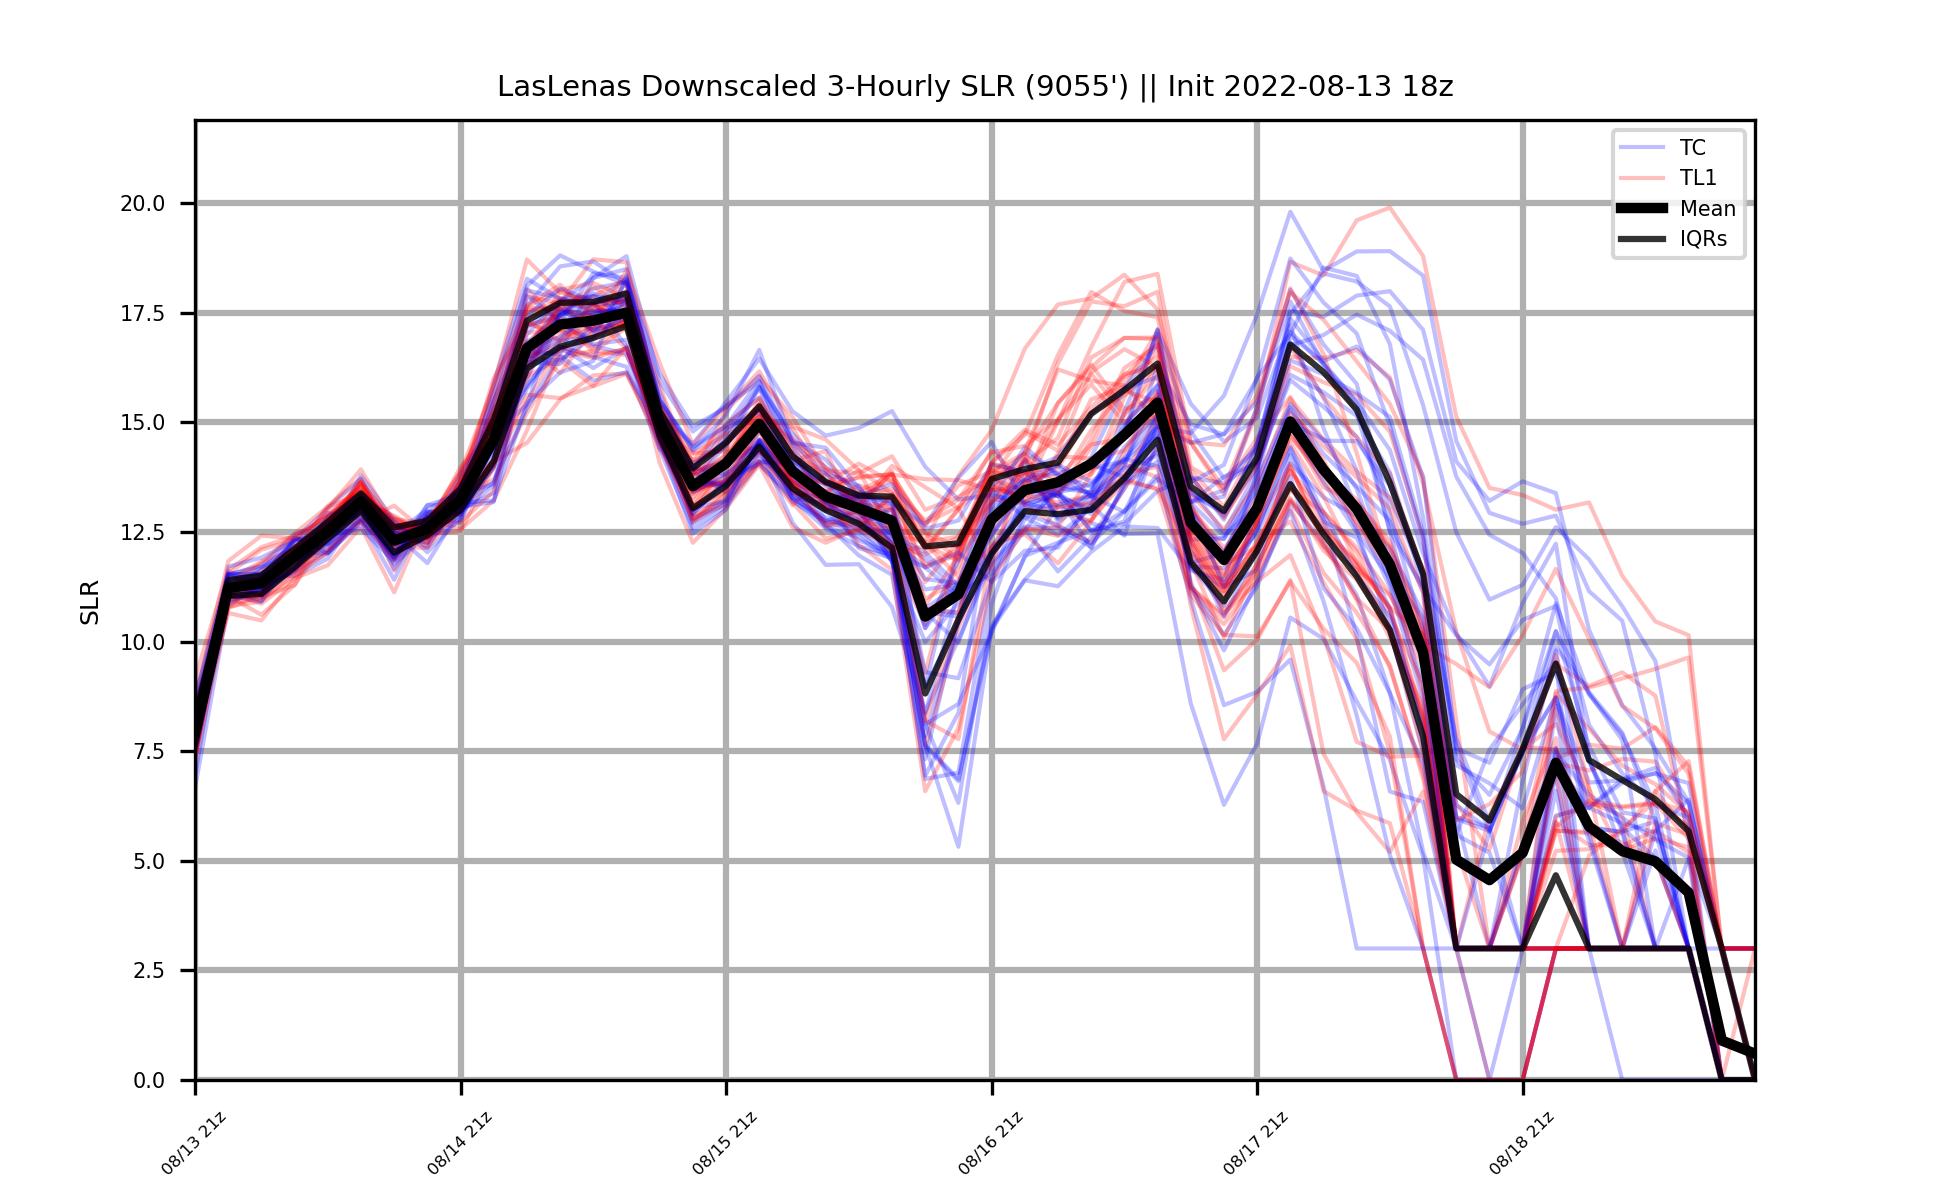 LasLenas Downscaled 3-Hourly SLR (9055') || Init 2022-08-13 18z
TC
TL1
Mean
IQRs
SLR
20.0
17.5
15.0
12.5
10.0
7.5
5.0
2.5
0.0
08/13 21z
08/14 21z
08/15 21z
08/16 21z
08/17 21z
08/18 21z